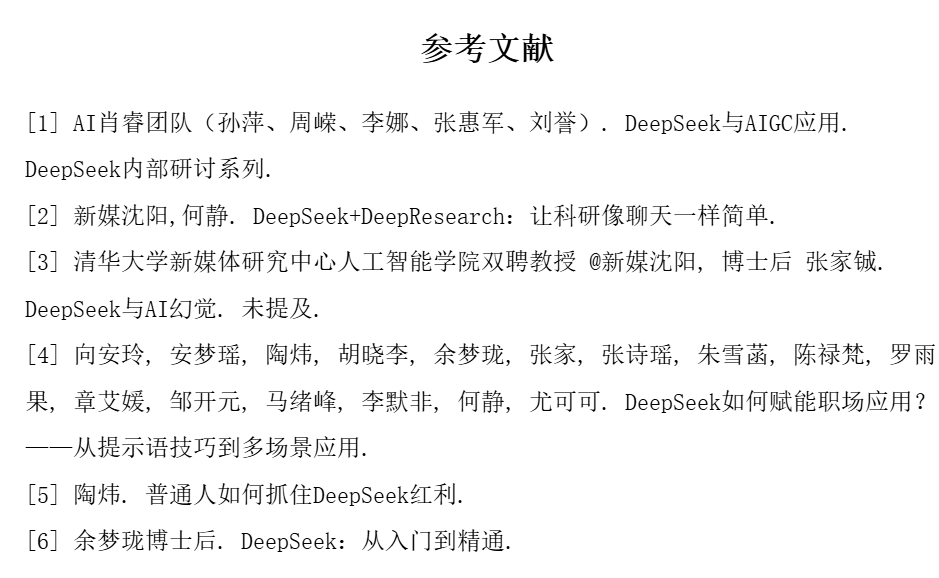 参考文献
[1] AI肖睿团队（孙萍、周嵘、李娜、张惠军、刘誉）. DeepSeek与AIGC应用.
DeepSeek内部研讨系列.
[2] 新媒沈阳,何静. DeepSeek+DeepResearch：让科研像聊天一样简单.
[3] 清华大学新媒体研究中心人工智能学院双聘教授 @新媒沈阳, 博士后 张家铖.
DeepSeek与AI幻觉. 未提及.
[4] 向安玲, 安梦瑶, 陶炜, 胡晓李, 余梦珑, 张家, 张诗瑶, 朱雪菡, 陈禄梵, 罗雨
果, 章艾媛, 邹开元, 马绪峰, 李默非, 何静, 尤可可. DeepSeek如何赋能职场应用？
——从提示语技巧到多场景应用.
[5] 陶炜. 普通人如何抓住DeepSeek红利.
[6] 余梦珑博士后. DeepSeek：从入门到精通.